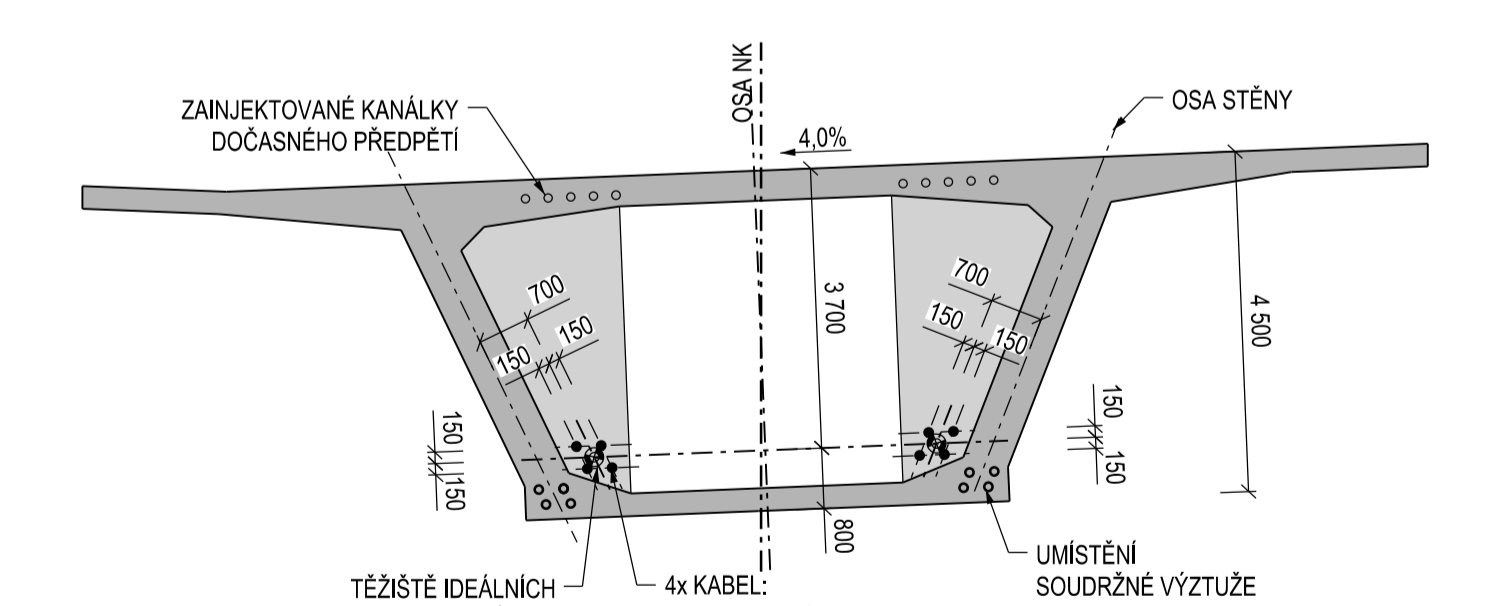 OSA NK
ZAINJEKTOVANÉ KANÁLKY
DOČASNÉHO PŘEDPĚTÍ
4,0%
OSA STĚNY
700
150
150
3 700
700
150
150
4 500
150
150
150
150
800
TĚŽIŠTĚ IDEÁLNÍCH
4x KABEL:
UMÍSTĚNÍ
SOUDRŽNÉ VÝZTUŽE